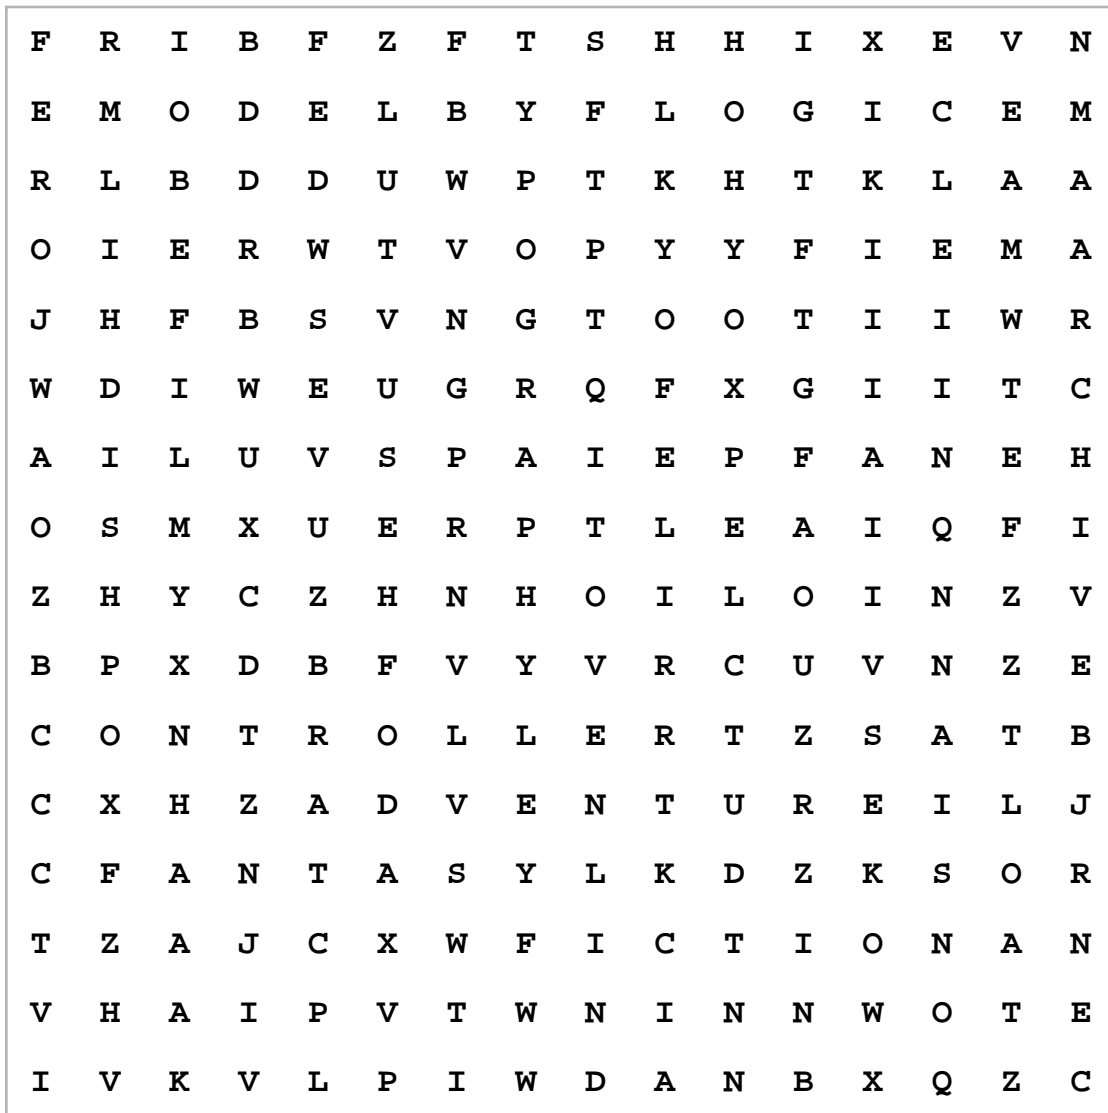 F R I B F Z F T S H H I X E V N
E M O D E L B Y F L O G I C E M
R L B D D U W P T K H T K L A A
O I E R W T V O P Y Y F I E M A
J H F B S V N G T O O T I I W R
W D I W E U G R Q F X G I I T C
A I L U V S P A I E P F A N E H
O S M X U E R P T L E A I Q F I
Z H Y C Z H N H O I L O I N Z V
B P X D B F V Y V R C U V N Z E
C O N T R O L L E R T Z S A T B
C X H Z A D V E N T U R E I L J
C F A N T A S Y L K D Z K S O R
T Z A J C X W F I C T I O N A N
V H A I P V T W N I N N W O T E
I V K V L P I W D A N B X Q Z C